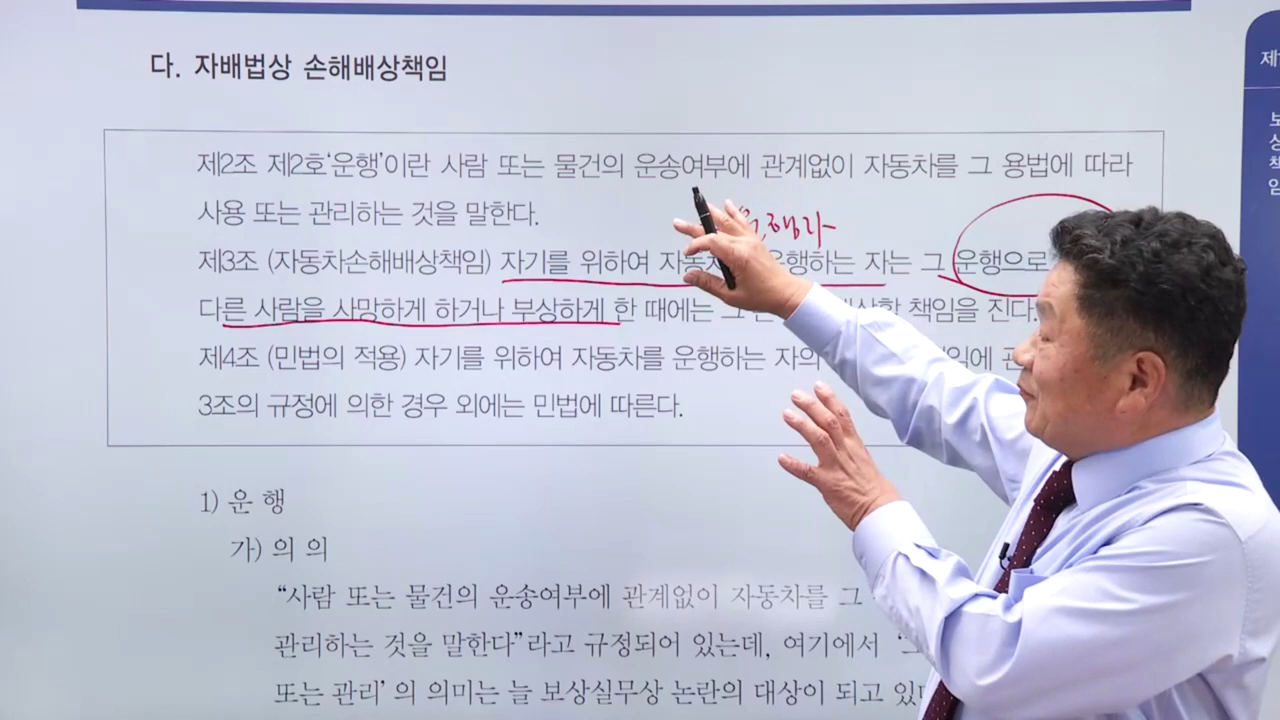 다. 자배법상 손해배상책임
제2조 제2호‘운행’이란 사람 또는 물건의 운송여부에 관계없이 자동차를 그 용법에 따라
사용 또는 관리하는 것을 말한다.
행자
제3조 (자동차손해배상책임) 자기를 위하여 운행하는 자는 그 운행으로
다른 사람을 사망하게 하거나 부상하게 한 때에는 그 책임을 진다.
제4조 (민법의 적용) 자기를 위하여 자동차를 운행하는 자의
3조의 규정에 의한 경우 외에는 민법에 따른다.
1) 운 행
가) 의 의
“사람 또는 물건의 운송여부에 관계없이 자동차를 그
관리하는 것을 말한다”라고 규정되어 있는데, 여기에서
또는 관리’ 의 의미는 늘 보상실무상 논란의 대상이 되고
제
보
상
책
임